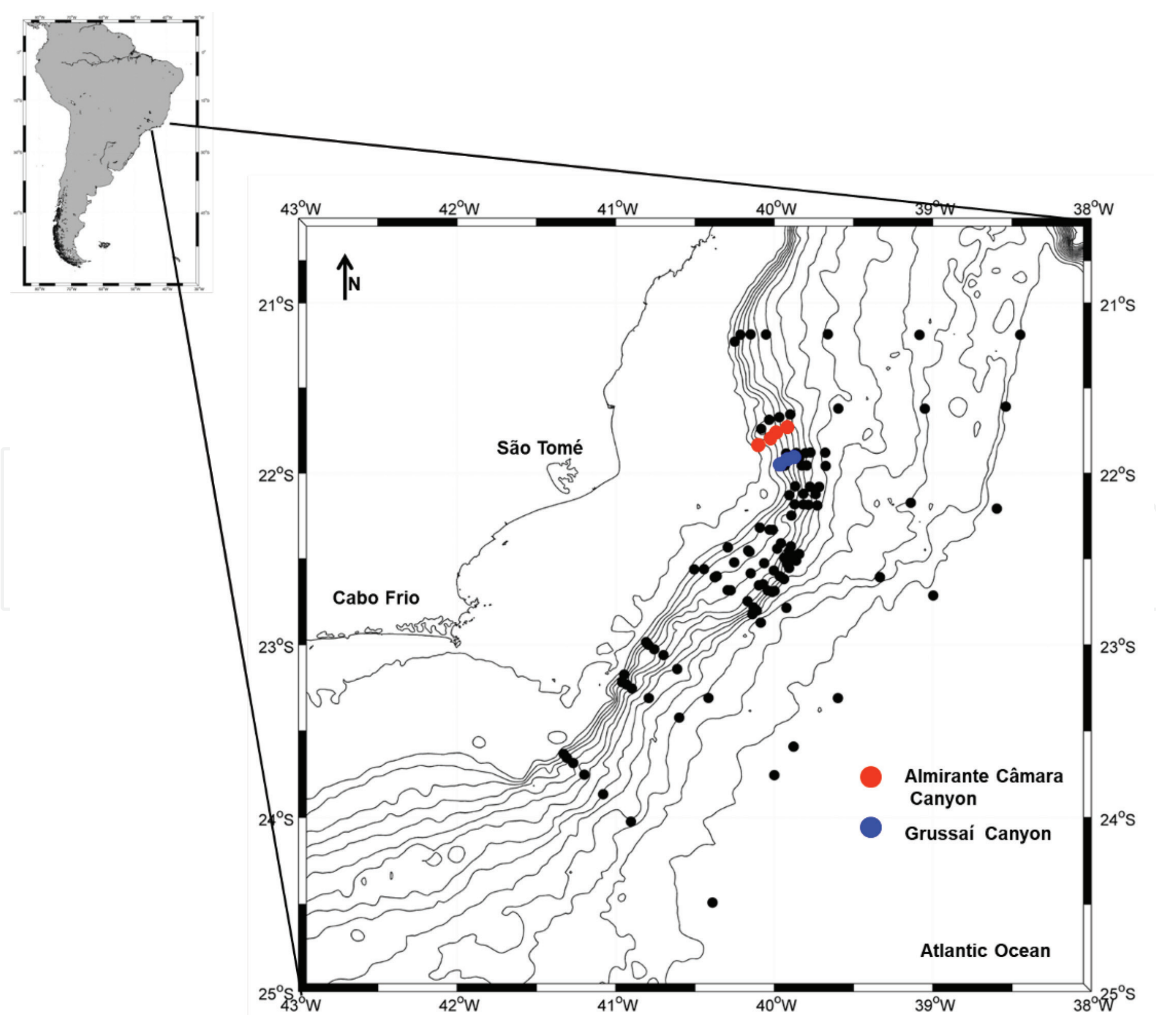 43°W 42°W 41°W 40°W 39°W 38°W
N
21°S 21°S
São Tomé
22°S 22°S
Cabo Frio
23°S 23°S
Almirante Câmara
Canyon
24°S 24°S
Grussaí Canyon
Atlantic Ocean
25°S 25°S
43°W 42°W 41°W 40°W 39°W 38°W